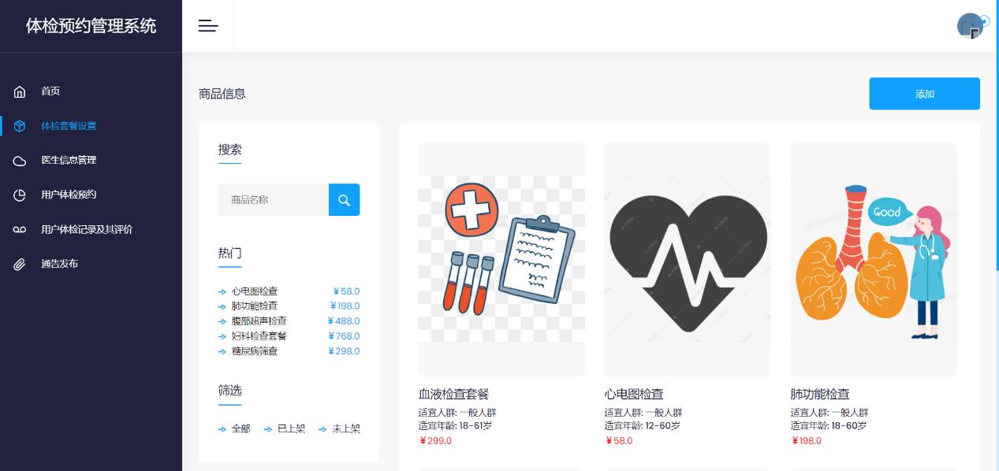 体检预约管理系统
首页
体检套餐设置
医生信息管理
用户体检预约
用户体检记录及其评价
通告发布
商品信息
添加
搜索
商品名称
热门
心电图检查 ￥58.0
肺功能检查 ￥198.0
腹部超声检查 ￥488.0
妇科检查套餐 ￥768.0
糖尿病筛查 ￥298.0
筛选
全部 已上架 未上架
Good
血液检查套餐
适宜人群: 一般人群
适宜年龄: 18-61岁
￥299.0
心电图检查
适宜人群: 一般人群
适宜年龄: 12-60岁
￥58.0
肺功能检查
适宜人群: 一般人群
适宜年龄: 18-60岁
￥198.0